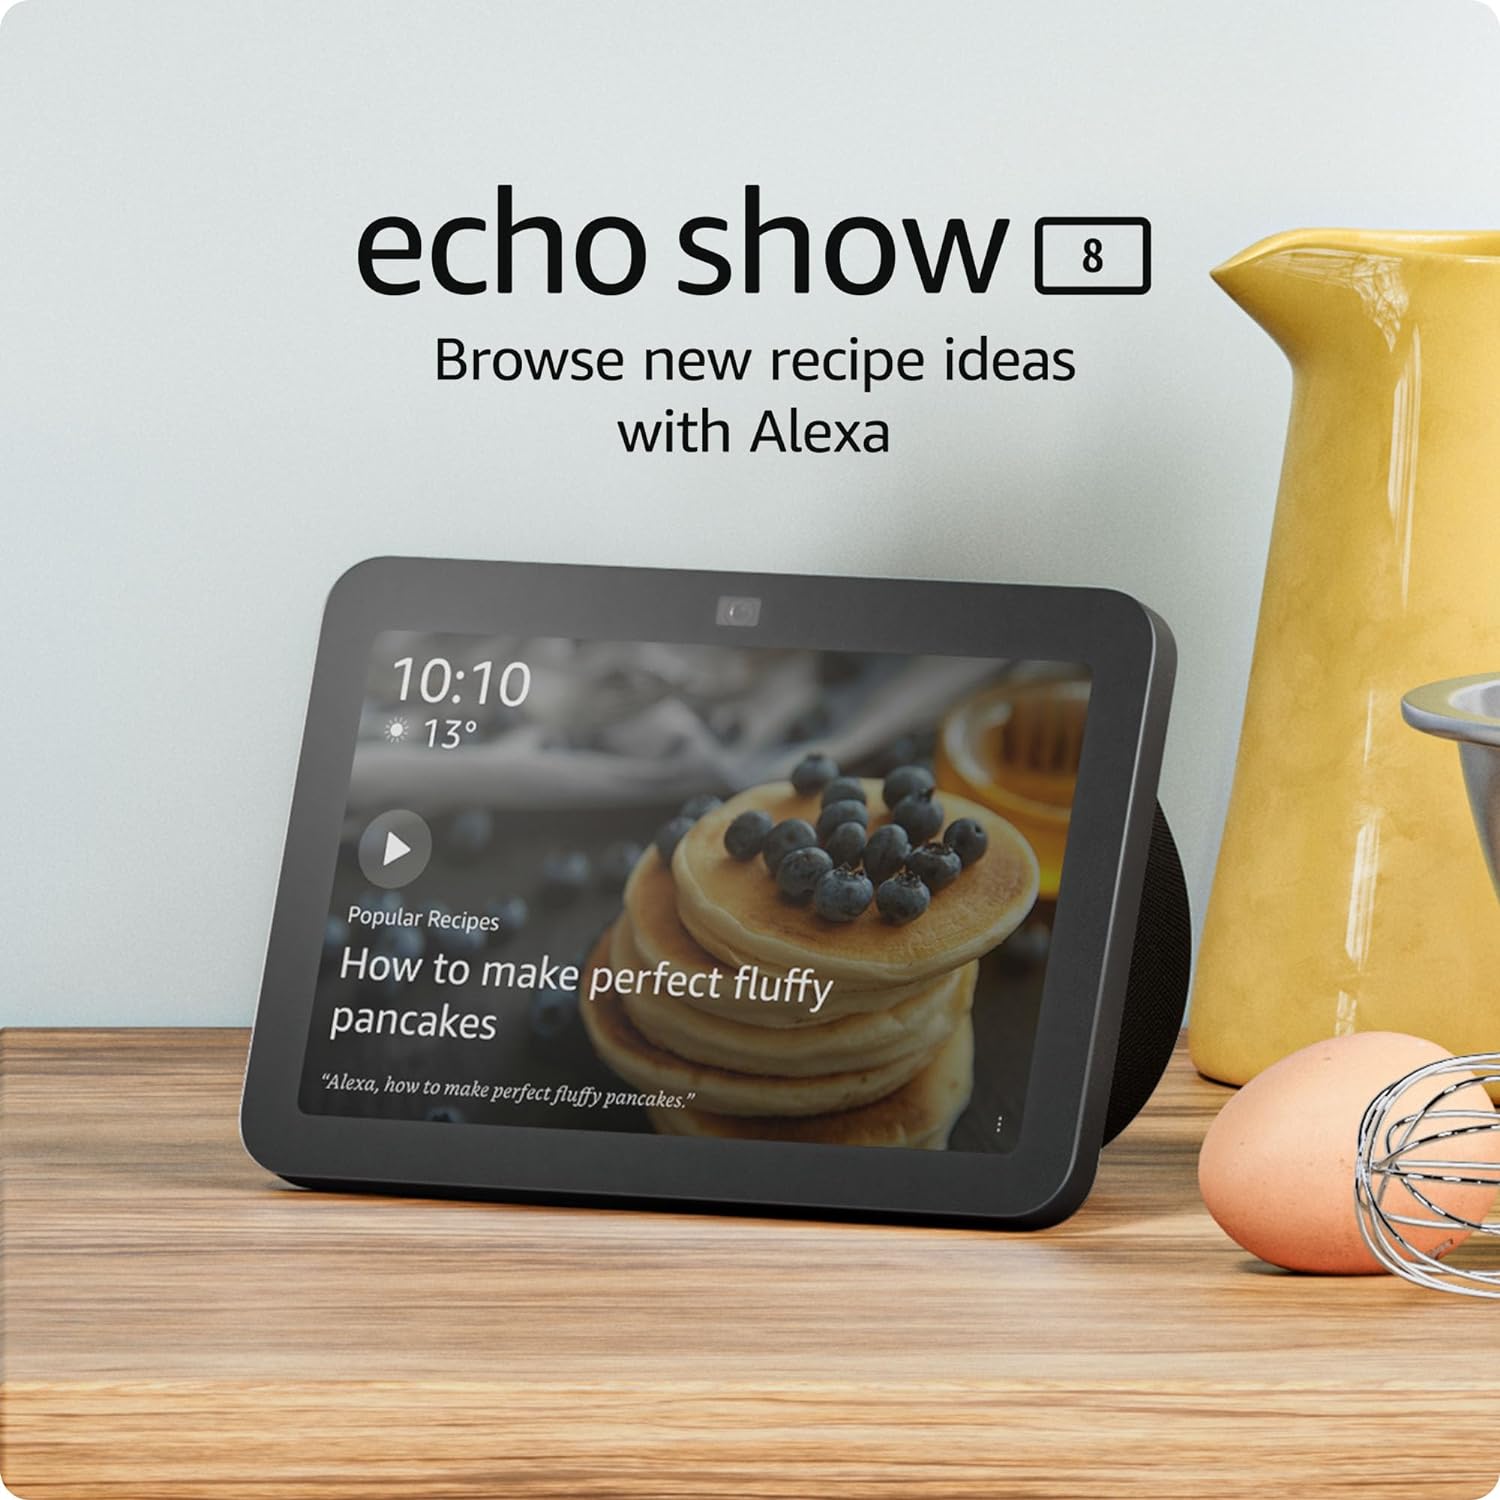 echo show 8
Browse new recipe ideas
with Alexa
10:10
13°
Popular Recipes
How to make perfect fluffy
pancakes
“Alexa, how to make perfect fluffy pancakes.”